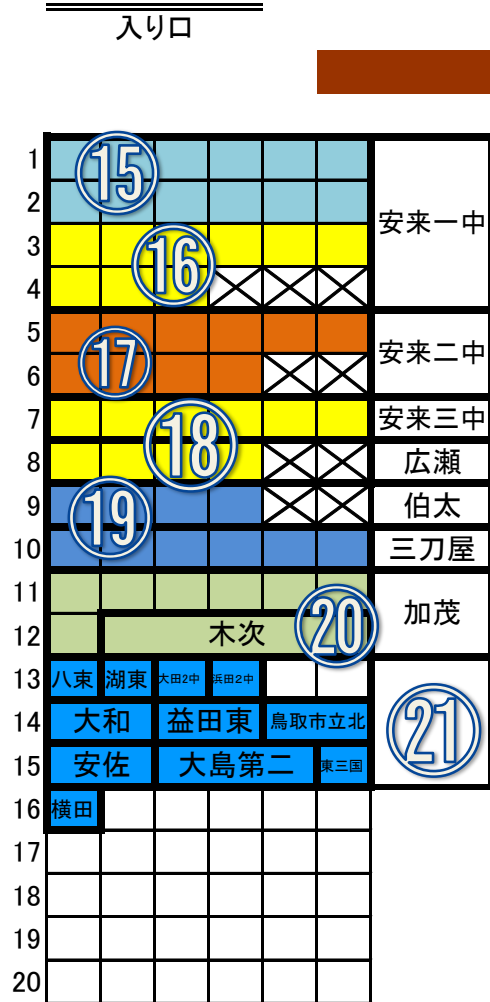 入り口
1
⑮
2
安来一中
3
⑯
4
5
安来二中
6
⑰
7
安来三中
⑱
8
広瀬
9
伯太
⑲
10
三刀屋
11
加茂
12
木次
⑳
13
八東 湖東 大田2中 浜田2中
14
大和 益田東 鳥取市立北
㉑
15
安佐 大島第二 東三国
16
横田
17
18
19
20